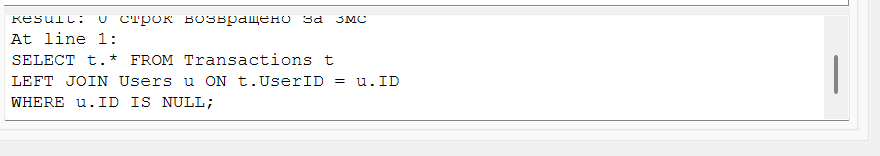 Result: 0 строк возвращено за 3мс
At line 1:
SELECT t.* FROM Transactions t
LEFT JOIN Users u ON t.UserID = u.ID
WHERE u.ID IS NULL;